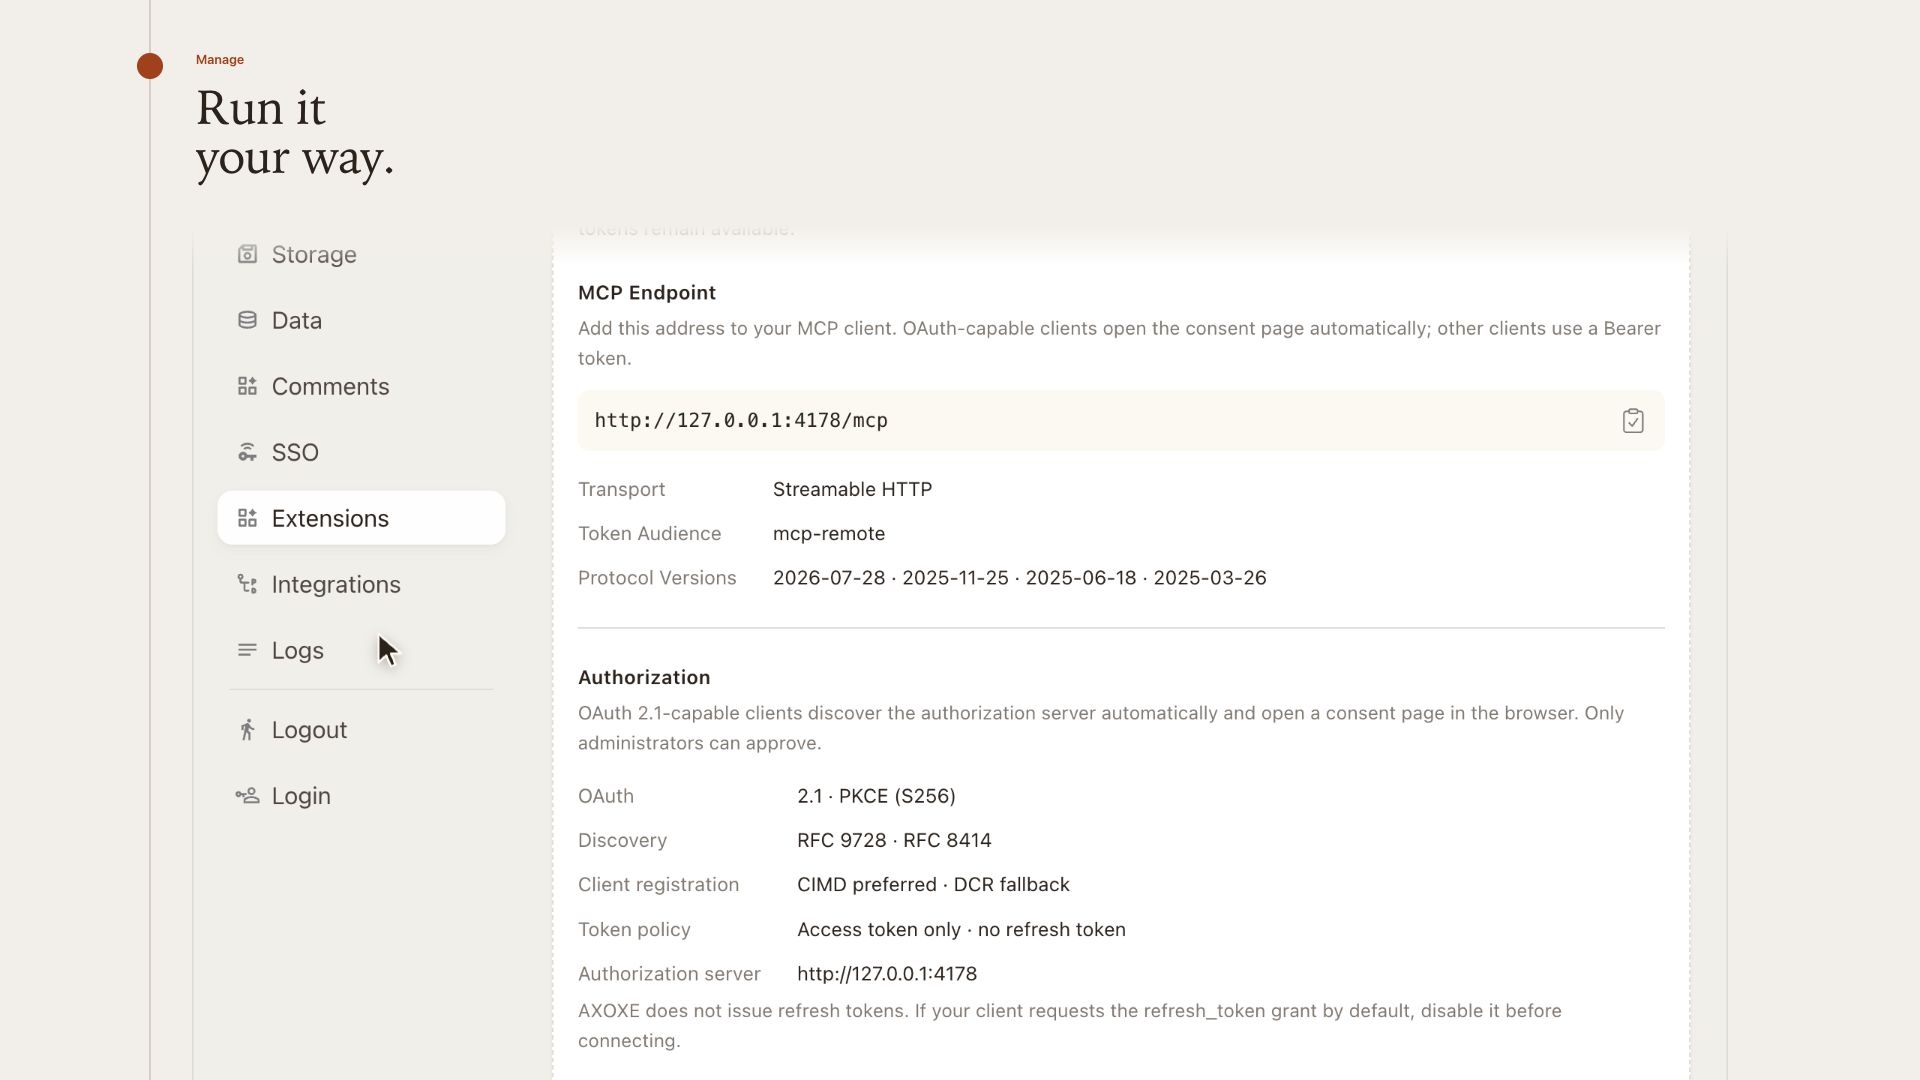 Manage
Run it
your way.
Storage
Data
Comments
SSO
Extensions
Integrations
Logs
Logout
Login
tokens remain available.
MCP Endpoint
Add this address to your MCP client. OAuth-capable clients open the consent page automatically; other clients use a Bearer
token.
http://127.0.0.1:4178/mcp
Transport Streamable HTTP
Token Audience mcp-remote
Protocol Versions 2026-07-28 · 2025-11-25 · 2025-06-18 · 2025-03-26
Authorization
OAuth 2.1-capable clients discover the authorization server automatically and open a consent page in the browser. Only
administrators can approve.
OAuth 2.1 · PKCE (S256)
Discovery RFC 9728 · RFC 8414
Client registration CIMD preferred · DCR fallback
Token policy Access token only · no refresh token
Authorization server http://127.0.0.1:4178
AXOXE does not issue refresh tokens. If your client requests the refresh_token grant by default, disable it before
connecting.